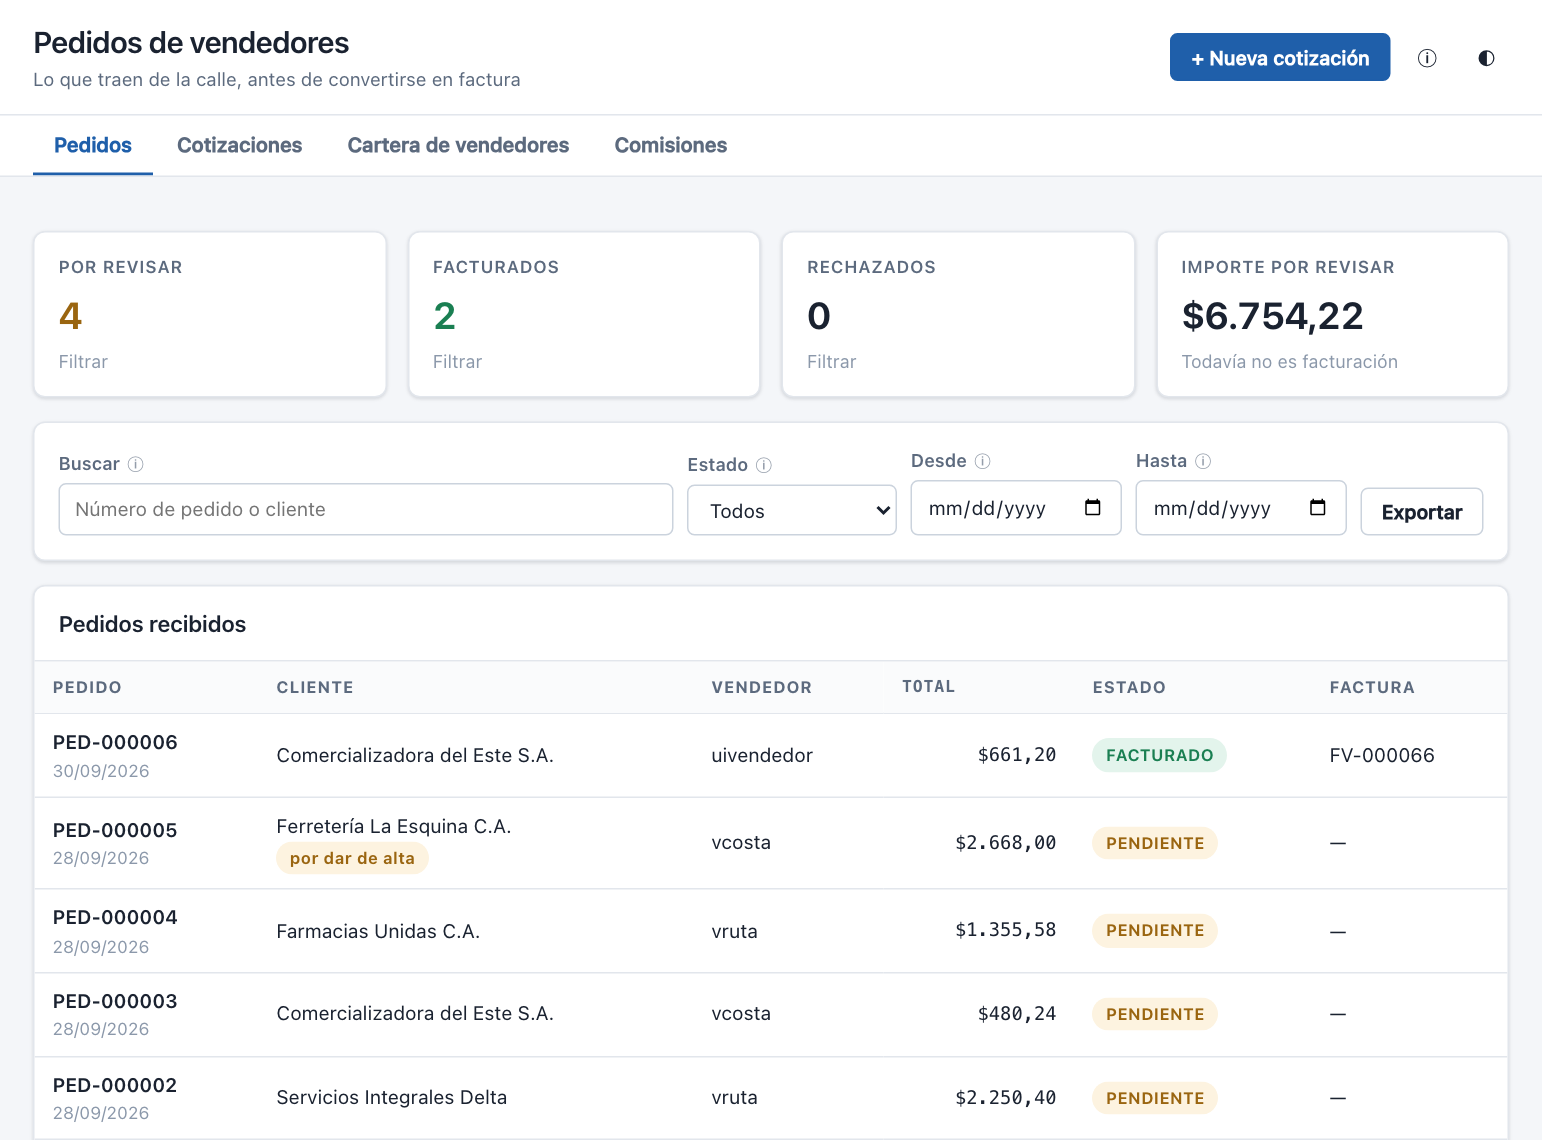 Pedidos de vendedores
Lo que traen de la calle, antes de convertirse en factura
+ Nueva cotización
Pedidos
Cotizaciones
Cartera de vendedores
Comisiones
POR REVISAR
4
Filtrar
FACTURADOS
2
Filtrar
RECHAZADOS
0
Filtrar
IMPORTE POR REVISAR
$6.754,22
Todavía no es facturación
Buscar
Número de pedido o cliente
Estado
Todos
Desde
mm/dd/yyyy
Hasta
mm/dd/yyyy
Exportar
Pedidos recibidos
PEDIDO CLIENTE VENDEDOR TOTAL ESTADO FACTURA
PED-000006
30/09/2026
Comercializadora del Este S.A.
uivendedor
$661,20
FACTURADO
FV-000066
PED-000005
28/09/2026
Ferretería La Esquina C.A.
por dar de alta
vcosta
$2.668,00
PENDIENTE
—
PED-000004
28/09/2026
Farmacias Unidas C.A.
vruta
$1.355,58
PENDIENTE
—
PED-000003
28/09/2026
Comercializadora del Este S.A.
vcosta
$480,24
PENDIENTE
—
PED-000002
28/09/2026
Servicios Integrales Delta
vruta
$2.250,40
PENDIENTE
—